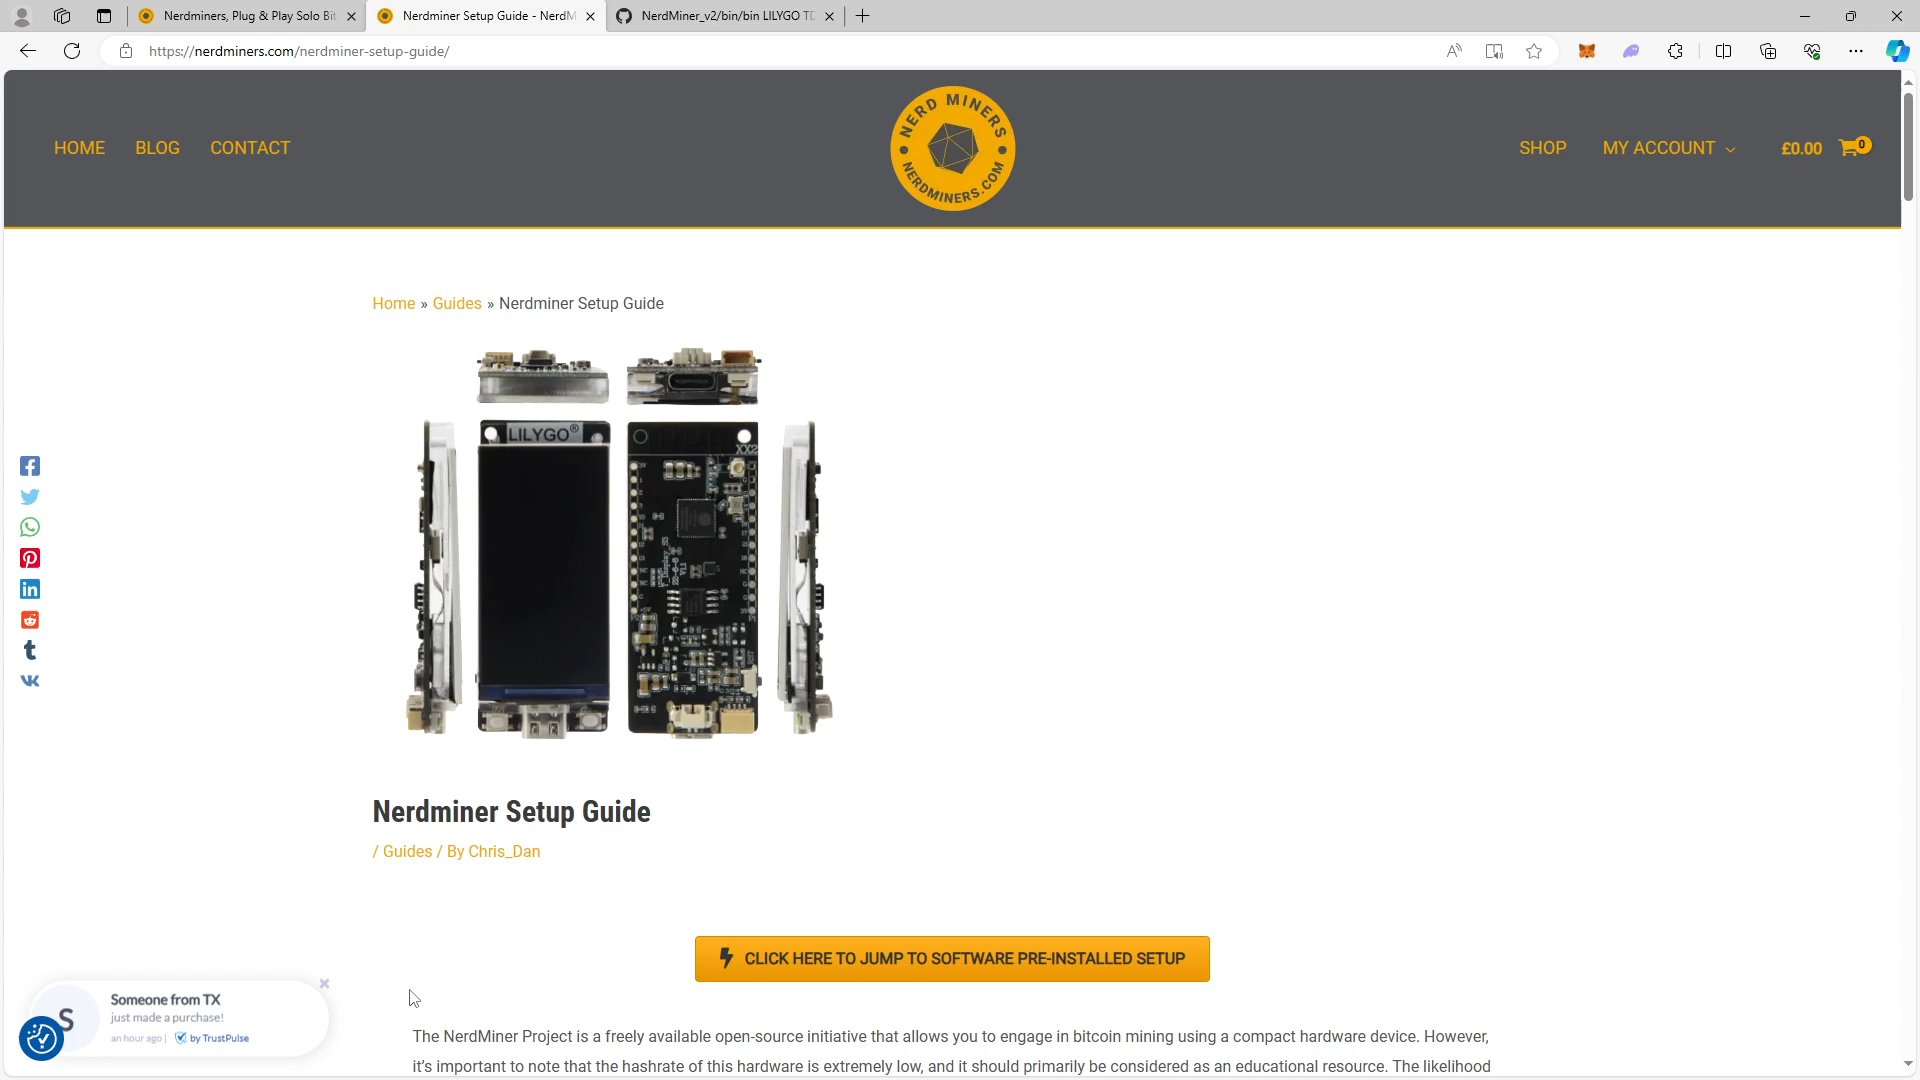 Nerdminers, Plug & Play Solo Bit
Nerdminer Setup Guide - NerdM
NerdMiner_v2/bin/bin LILYGO TD
https://nerdminers.com/nerdminer-setup-guide/
HOME
BLOG
CONTACT
NERD MINERS
NERDMINERS.COM
SHOP
MY ACCOUNT
£0.00
0
Home » Guides » Nerdminer Setup Guide
LILYGO®
XX2
Nerdminer Setup Guide
/ Guides / By Chris_Dan
CLICK HERE TO JUMP TO SOFTWARE PRE-INSTALLED SETUP
S
Someone from TX
just made a purchase!
an hour ago | by TrustPulse
The NerdMiner Project is a freely available open-source initiative that allows you to engage in bitcoin mining using a compact hardware device. However,
it's important to note that the hashrate of this hardware is extremely low, and it should primarily be considered as an educational resource. The likelihood